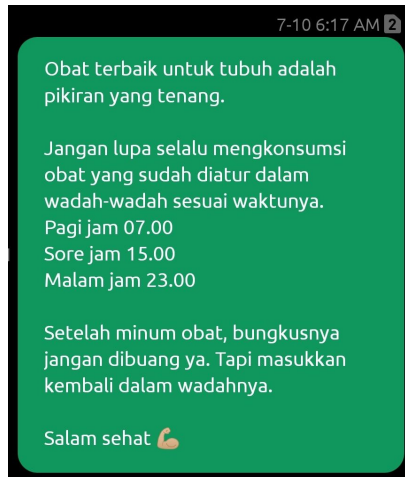 7-10 6:17 AM 2
Obat terbaik untuk tubuh adalah
pikiran yang tenang.
Jangan lupa selalu mengkonsumsi
obat yang sudah diatur dalam
wadah-wadah sesuai waktunya.
Pagi jam 07.00
Sore jam 15.00
Malam jam 23.00
Setelah minum obat, bungkusnya
jangan dibuang ya. Tapi masukkan
kembali dalam wadahnya.
Salam sehat 💪🏼